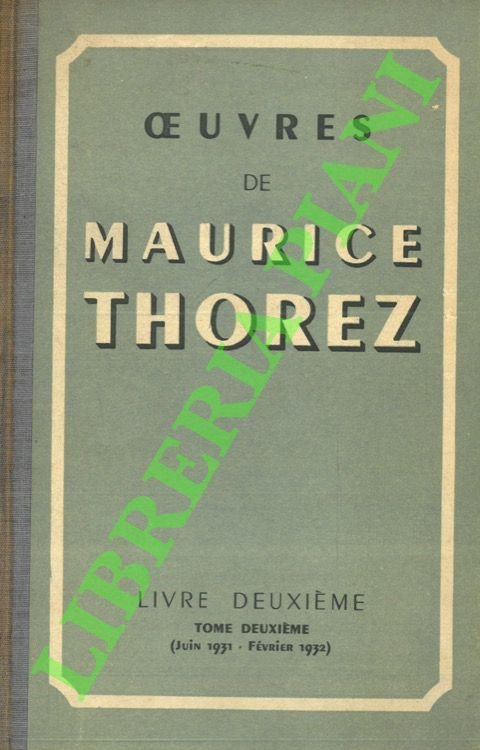 ŒUVRES
DE
MAURICE
THOREZ
LIVRE DEUXIÈME
TOME DEUXIÈME
(Juin 1931 - Février 1932)
LIBRERIA PIANI